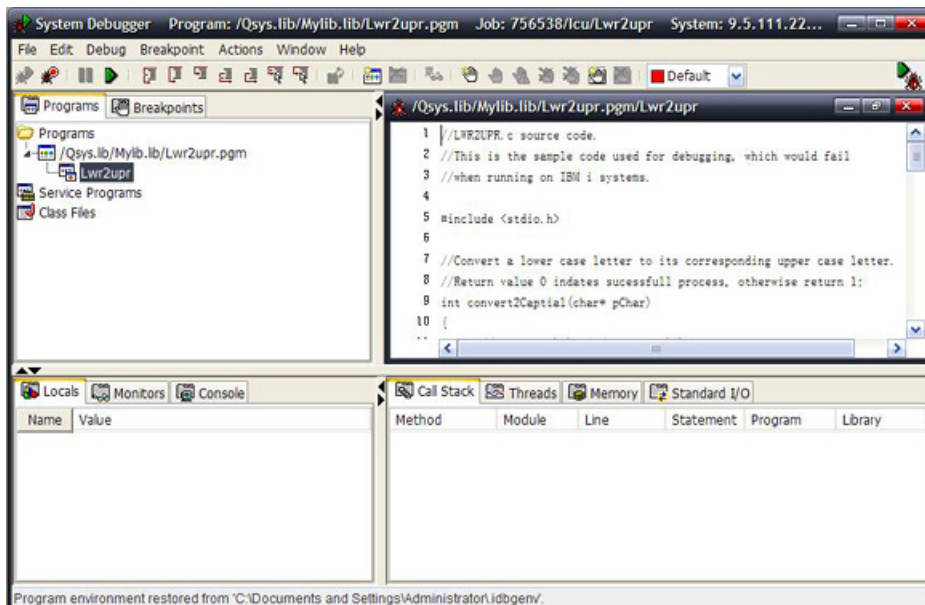 System Debugger Program: /Qsys.lib/Mylib.lib/Lwr2upr.pgm Job: 756538/lcu/Lwr2upr System: 9.5.111.22...
File Edit Debug Breakpoint Actions Window Help
Default
Programs Breakpoints
Programs
/Qsys.lib/Mylib.lib/Lwr2upr.pgm
Lwr2upr
Service Programs
Class Files
/Qsys.lib/Mylib.lib/Lwr2upr.pgm/Lwr2upr
1 //LWR2UPR.c source code.
2 //This is the sample code used for debugging, which would fail
3 //when running on IBM i systems.
4
5 #include <stdio.h>
6
7 //Convert a lower case letter to its corresponding upper case letter.
8 //Return value 0 indates sucessfull process, otherwise return 1;
9 int convert2Captial(char* pChar)
10 {
Locals Monitors Console
Name Value
Call Stack Threads Memory Standard I/O
Method Module Line Statement Program Library
Program environment restored from 'C:\Documents and Settings\Administrator\.idbgenv'.